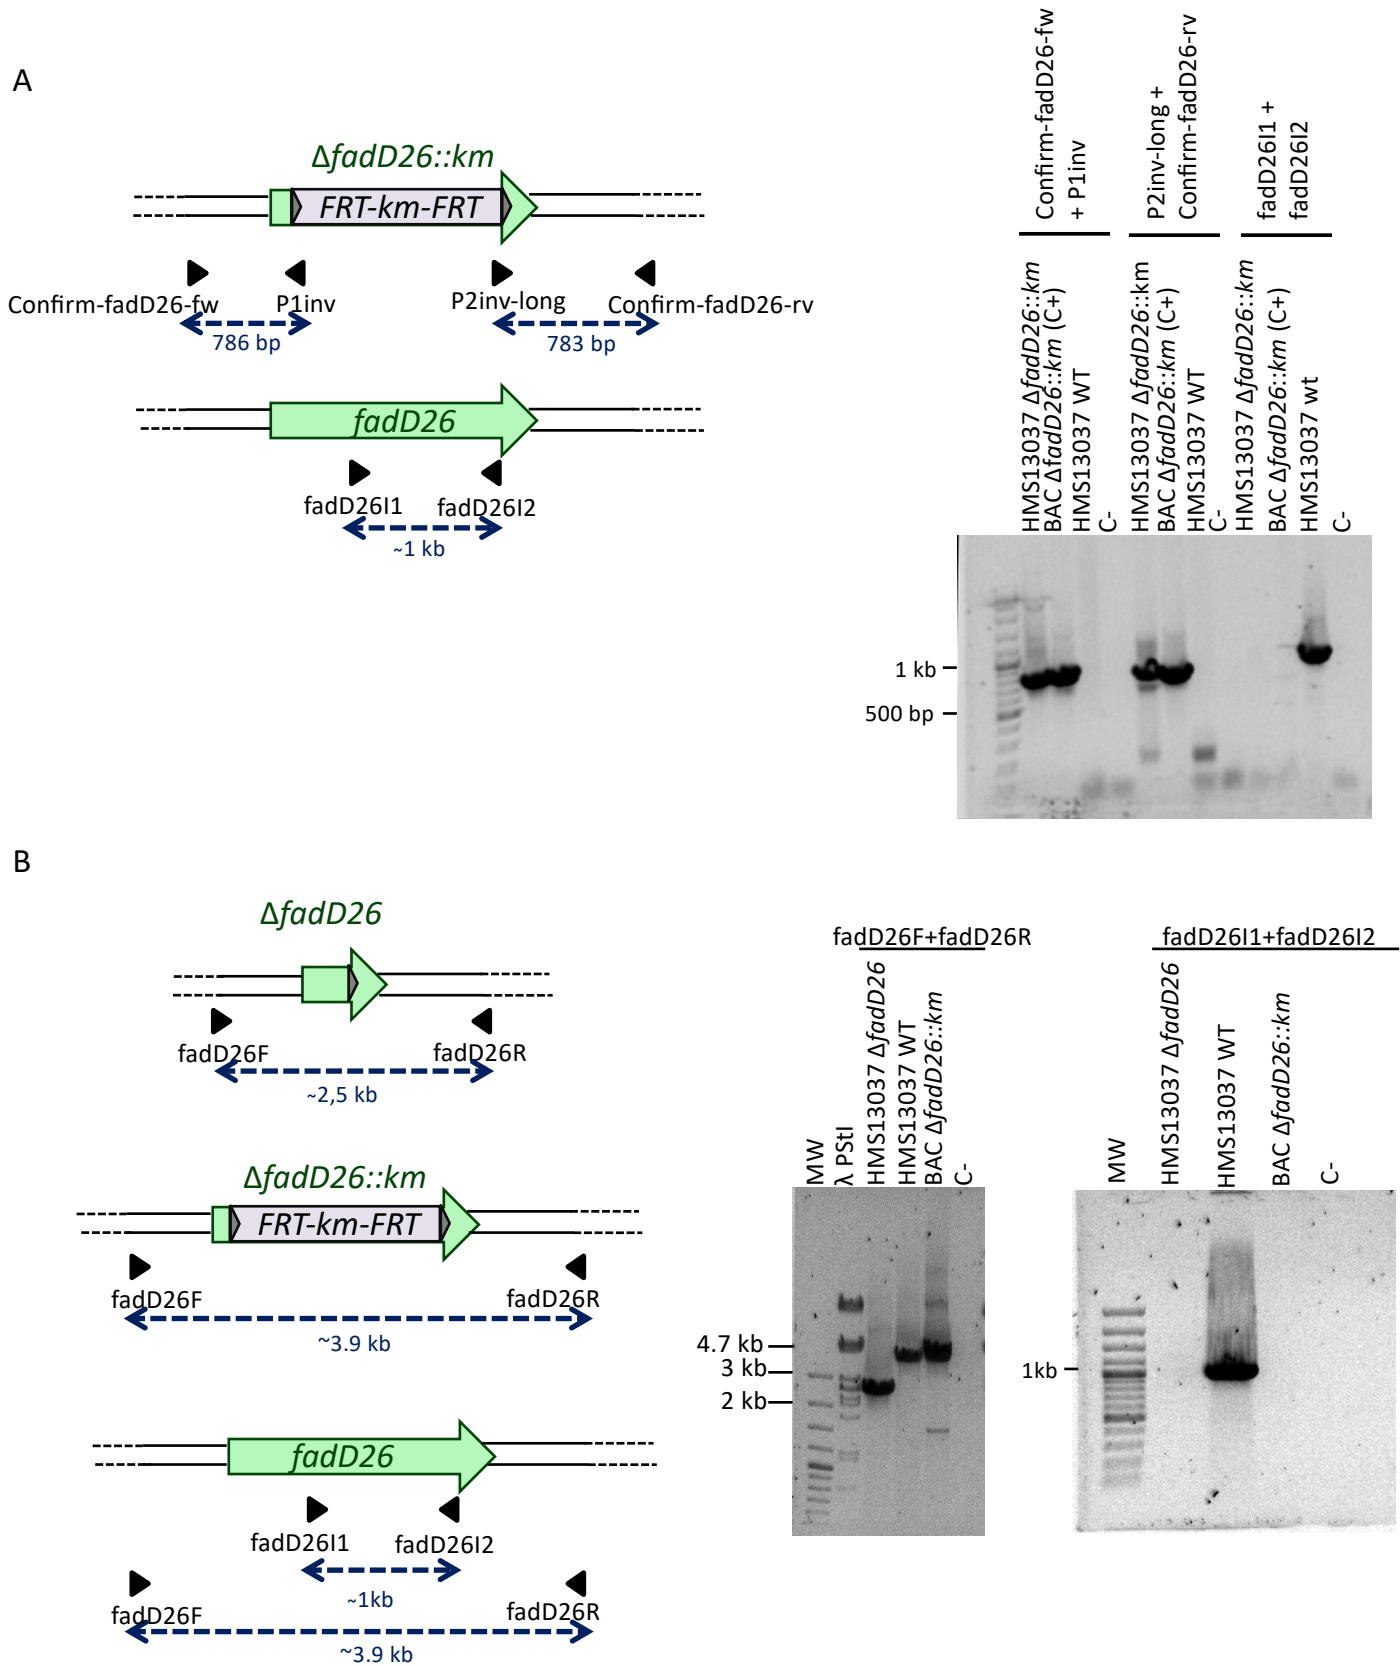 A
ΔfadD26::km
FRT-km-FRT
Confirm-fadD26-fw
P1inv
P2inv-long
Confirm-fadD26-rv
786 bp
783 bp
fadD26
fadD26I1
fadD26I2
~1 kb
Confirm-fadD26-fw
+ P1inv
P2inv-long +
Confirm-fadD26-rv
fadD26I1 +
fadD26I2
HMS13037 ΔfadD26::km
BAC ΔfadD26::km (C+)
HMS13037 WT
C-
HMS13037 ΔfadD26::km
BAC ΔfadD26::km (C+)
HMS13037 WT
C-
HMS13037 ΔfadD26::km
BAC ΔfadD26::km (C+)
HMS13037 wt
C-
1 kb
500 bp
B
ΔfadD26
fadD26F
fadD26R
~2,5 kb
ΔfadD26::km
FRT-km-FRT
fadD26F
fadD26R
~3.9 kb
fadD26
fadD26I1
fadD26I2
~1kb
fadD26F
fadD26R
~3.9 kb
fadD26F+fadD26R
MW
λ PStI
HMS13037 ΔfadD26
HMS13037 WT
BAC ΔfadD26::km
C-
4.7 kb
3 kb
2 kb
fadD26I1+fadD26I2
MW
HMS13037 ΔfadD26
HMS13037 WT
BAC ΔfadD26::km
C-
1kb